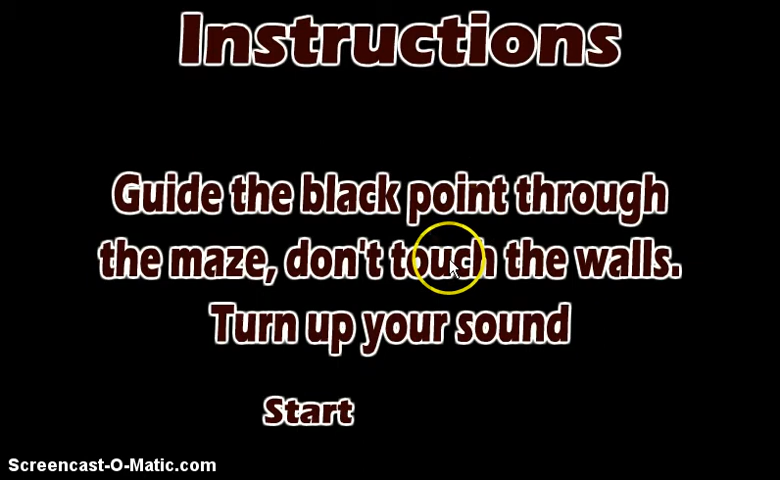 Instructions
Guide the black point through
the maze, don't touch the walls.
Turn up your sound
Start
Screencast-O-Matic.com